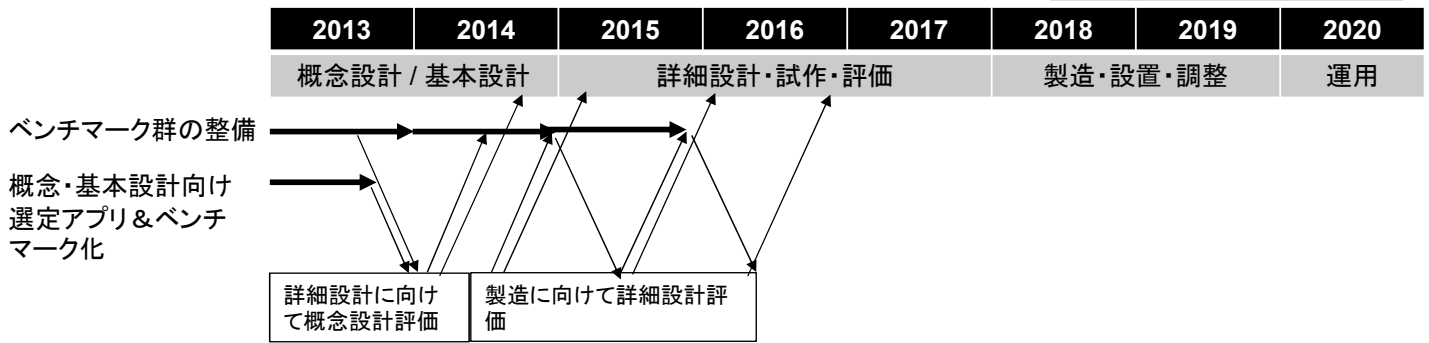 2013 2014 2015 2016 2017 2018 2019 2020
概念設計 / 基本設計 詳細設計・試作・評価 製造・設置・調整 運用
ベンチマーク群の整備
概念・基本設計向け
選定アプリ＆ベンチ
マーク化
詳細設計に向け
て概念設計評価
製造に向けて詳細設計評
価